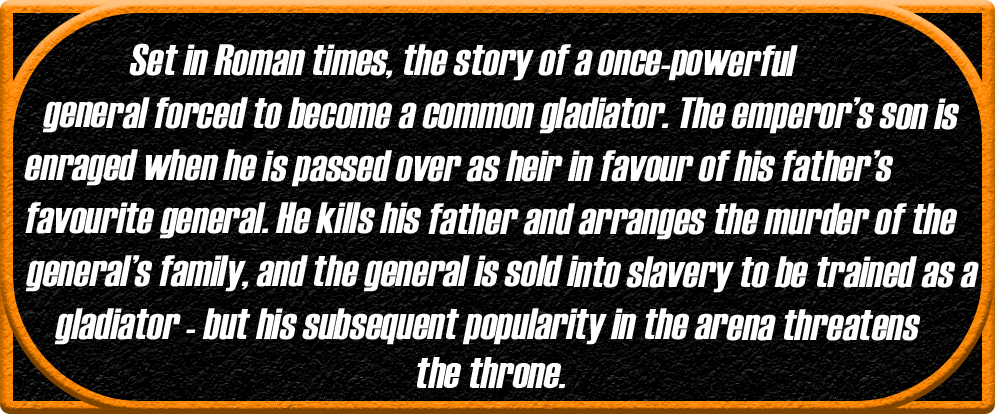 Set in Roman times, the story of a once-powerful
general forced to become a common gladiator. The emperor's son is
enraged when he is passed over as heir in favour of his father's
favourite general. He kills his father and arranges the murder of the
general's family, and the general is sold into slavery to be trained as a
gladiator - but his subsequent popularity in the arena threatens
the throne.